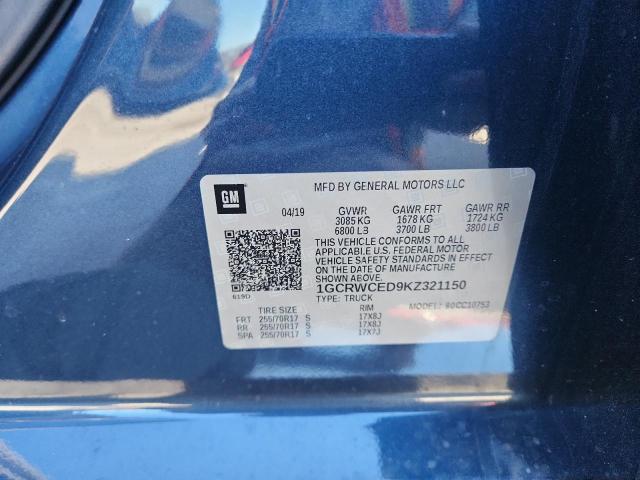 GM
MFD BY GENERAL MOTORS LLC
04/19 GVWR GAWR FRT GAWR RR
3085 KG 1678 KG 1724 KG
6800 LB 3700 LB 3800 LB
THIS VEHICLE CONFORMS TO ALL
APPLICABLE U.S. FEDERAL MOTOR
VEHICLE SAFETY STANDARDS IN EFFECT
ON THE DATE OF MANUFACTURE
SHOWN ABOVE.
1GCRWCED9KZ321150
619D TYPE: TRUCK MODEL:
TIRE SIZE RIM
FRT 255/70R17 S 17X8J
RR 255/70R17 S 17X8J
SPA 255/70R17 S 17X7J